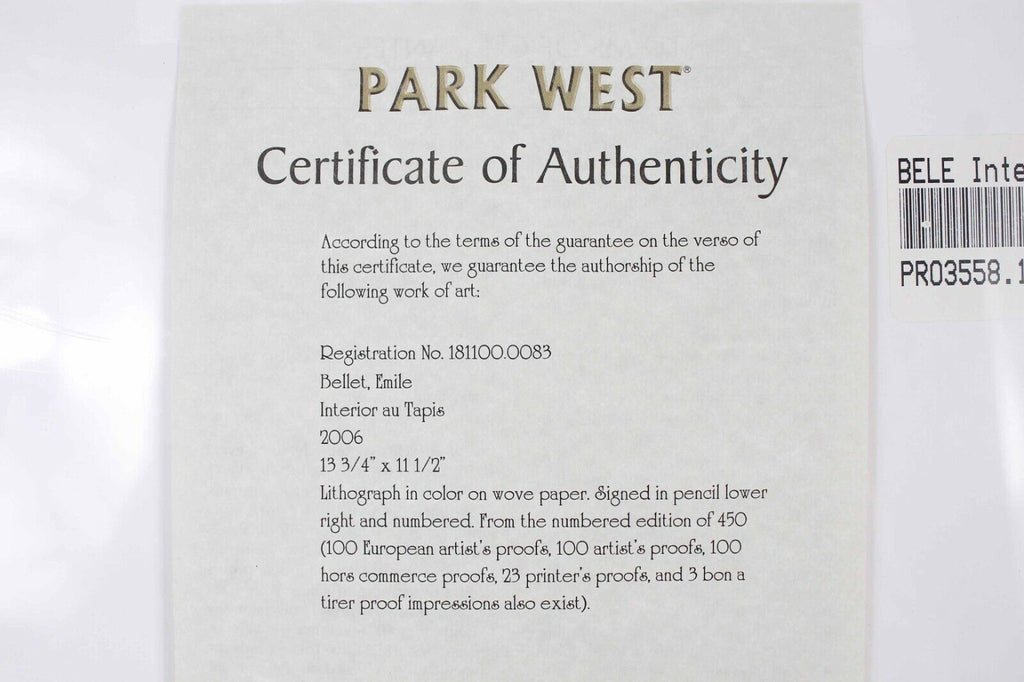 PARK WEST®
Certificate of Authenticity
According to the terms of the guarantee on the verso of
this certificate, we guarantee the authorship of the
following work of art:
Registration No. 181100.0083
Bellet, Emile
Interior au Tapis
2006
13 3/4" x 11 1/2"
Lithograph in color on wove paper. Signed in pencil lower
right and numbered. From the numbered edition of 450
(100 European artist's proofs, 100 artist's proofs, 100
hors commerce proofs, 23 printer's proofs, and 3 bon a
tirer proof impressions also exist).
BELE Inte
PR03558.1